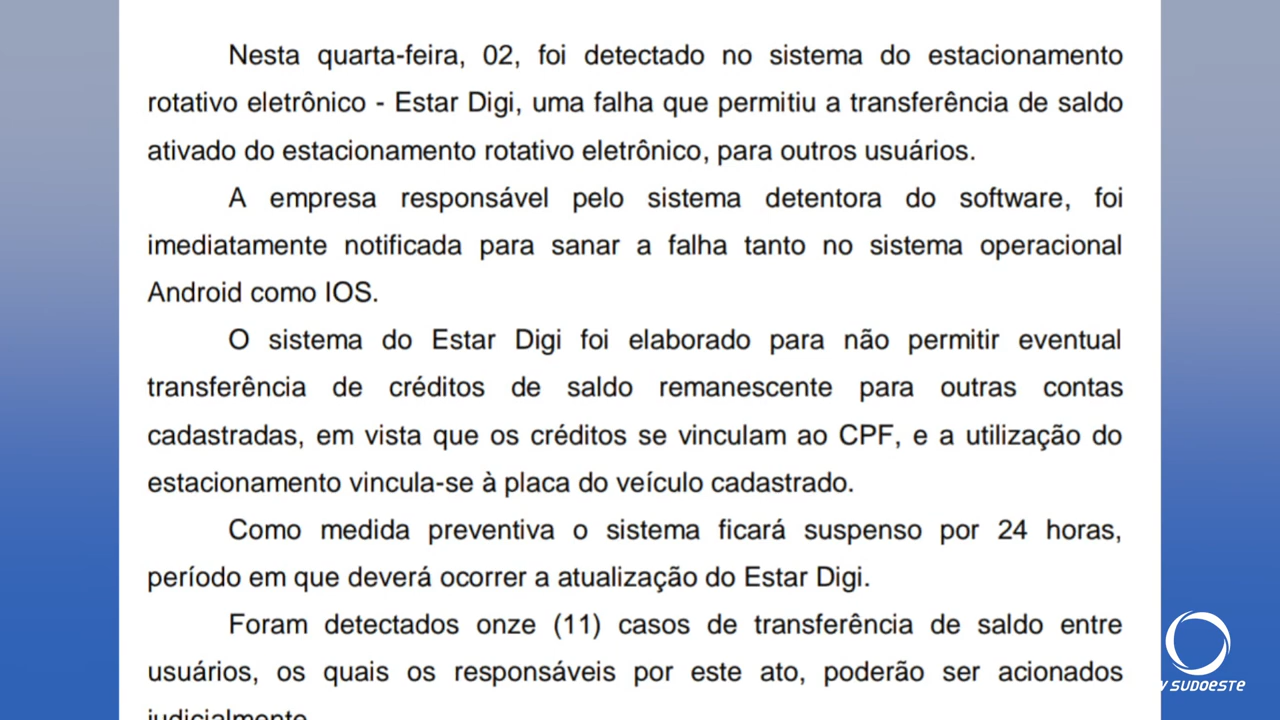 Nesta quarta-feira, 02, foi detectado no sistema do estacionamento
rotativo eletrônico - Estar Digi, uma falha que permitiu a transferência de saldo
ativado do estacionamento rotativo eletrônico, para outros usuários.
A empresa responsável pelo sistema detentora do software, foi
imediatamente notificada para sanar a falha tanto no sistema operacional
Android como IOS.
O sistema do Estar Digi foi elaborado para não permitir eventual
transferência de créditos de saldo remanescente para outras contas
cadastradas, em vista que os créditos se vinculam ao CPF, e a utilização do
estacionamento vincula-se à placa do veículo cadastrado.
Como medida preventiva o sistema ficará suspenso por 24 horas,
período em que deverá ocorrer a atualização do Estar Digi.
Foram detectados onze (11) casos de transferência de saldo entre
usuários, os quais os responsáveis por este ato, poderão ser acionados
judicialmente.
V SUDOESTE